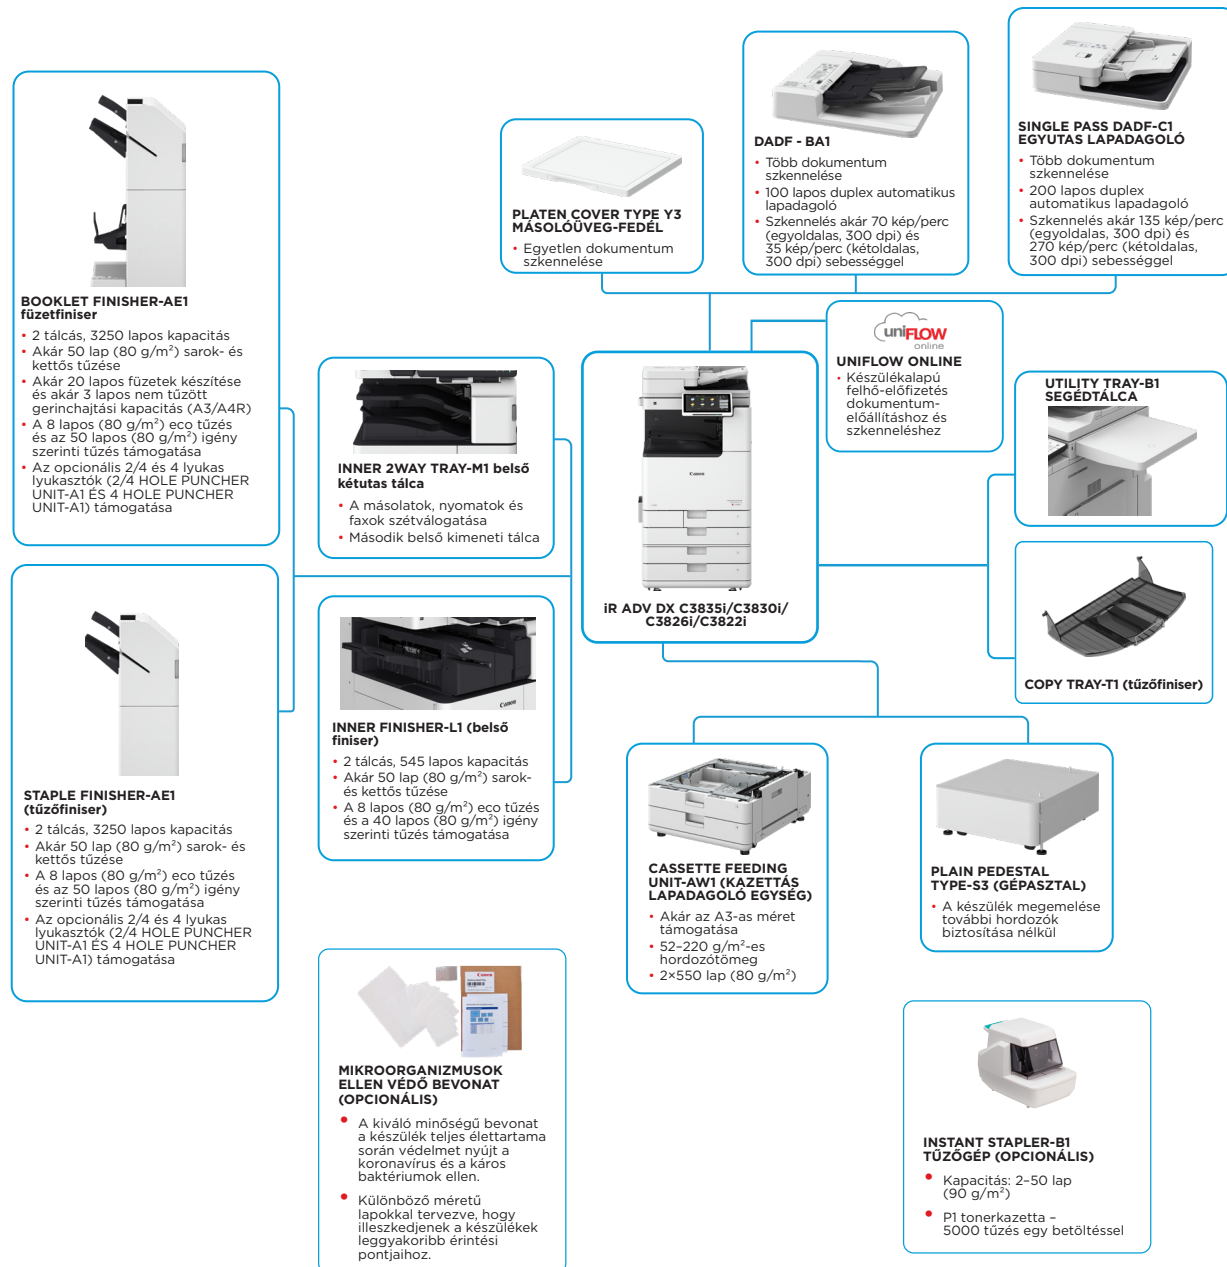 BOOKLET FINISHER-AE1
füzetfiniser
• 2 tálcás, 3250 lapos kapacitás
• Akár 50 lap (80 g/m²) sarok- és
kettős tűzése
• Akár 20 lapos füzetek készítése
és akár 3 lapos nem tűzött
gerinchajtási kapacitás (A3/A4R)
• A 8 lapos (80 g/m²) eco tűzés
és az 50 lapos (80 g/m²) igény
szerinti tűzés támogatása
• Az opcionális 2/4 és 4 lyukas
lyukasztók (2/4 HOLE PUNCHER
UNIT-A1 ÉS 4 HOLE PUNCHER
UNIT-A1) támogatása
STAPLE FINISHER-AE1
(tűzőfiniser)
• 2 tálcás, 3250 lapos kapacitás
• Akár 50 lap (80 g/m²) sarok- és
kettős tűzése
• A 8 lapos (80 g/m²) eco tűzés
és az 50 lapos (80 g/m²) igény
szerinti tűzés támogatása
• Az opcionális 2/4 és 4 lyukas
lyukasztók (2/4 HOLE PUNCHER
UNIT-A1 ÉS 4 HOLE PUNCHER
UNIT-A1) támogatása
INNER 2WAY TRAY-M1 belső
kétutas tálca
• A másolatok, nyomatok és
faxok szétválogatása
• Második belső kimeneti tálca
Canon
INNER FINISHER-L1 (belső
finiser)
• 2 tálcás, 545 lapos kapacitás
• Akár 50 lap (80 g/m²) sarok-
és kettős tűzése
• A 8 lapos (80 g/m²) eco tűzés
és a 40 lapos (80 g/m²) igény
szerinti tűzés támogatása
Canon
MIKROORGANIZMUSOK
ELLEN VÉDŐ BEVONAT
(OPCIONÁLIS)
• A kiváló minőségű bevonat
a készülék teljes élettartama
során védelmet nyújt a
koronavírus és a káros
baktériumok ellen.
• Különböző méretű
lapokkal tervezve, hogy
illeszkedjenek a készülékek
leggyakoribb érintési
pontjaihoz.
PLATEN COVER TYPE Y3
MÁSOLÓÜVEG-FEDÉL
• Egyetlen dokumentum
szkennelése
DADF - BA1
• Több dokumentum
szkennelése
• 100 lapos duplex automatikus
lapadagoló
• Szkennelés akár 70 kép/perc
(egyoldalas, 300 dpi) és
35 kép/perc (kétoldalas,
300 dpi) sebességgel
SINGLE PASS DADF-C1
EGYUTAS LAPADAGOLÓ
• Több dokumentum
szkennelése
• 200 lapos duplex
automatikus lapadagoló
• Szkennelés akár 135 kép/perc
(egyoldalas, 300 dpi) és
270 kép/perc (kétoldalas,
300 dpi) sebességgel
Canon
iR ADV DX C3835i/C3830i/
C3826i/C3822i
uniFLOW
online
UNIFLOW ONLINE
• Készülékalapú
felhő-előfizetés
dokumentum-
előállításhoz és
szkenneléshez
UTILITY TRAY-B1
SEGÉDTÁLCA
COPY TRAY-T1 (tűzőfiniser)
CASSETTE FEEDING
UNIT-AW1 (KAZETTÁS
LAPADAGOLÓ EGYSÉG)
• Akár az A3-as méret
támogatása
• 52–220 g/m²-es
hordozótömeg
• 2×550 lap (80 g/m²)
PLAIN PEDESTAL
TYPE-S3 (GÉPASZTAL)
• A készülék megemelése
további hordozók
biztosítása nélkül
INSTANT STAPLER-B1
TŰZŐGÉP (OPCIONÁLIS)
• Kapacitás: 2–50 lap
(90 g/m²)
• P1 tonerkazetta –
5000 tűzés egy betöltéssel